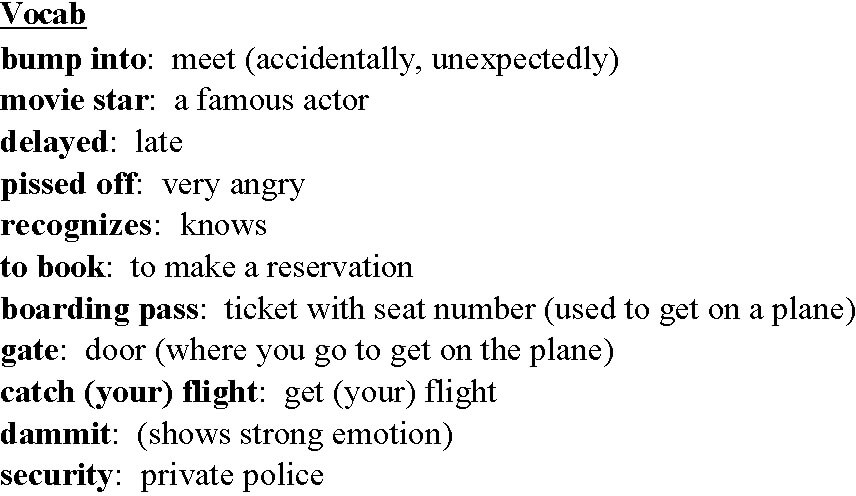 Vocab
bump into:  meet (accidentally, unexpectedly)
movie star:  a famous actor
delayed:  late
pissed off:  very angry
recognizes:  knows
to book:  to make a reservation
boarding pass:  ticket with seat number (used to get on a plane)
gate:  door (where you go to get on the plane)
catch (your) flight:  get (your) flight
dammit:  (shows strong emotion)
security:  private police